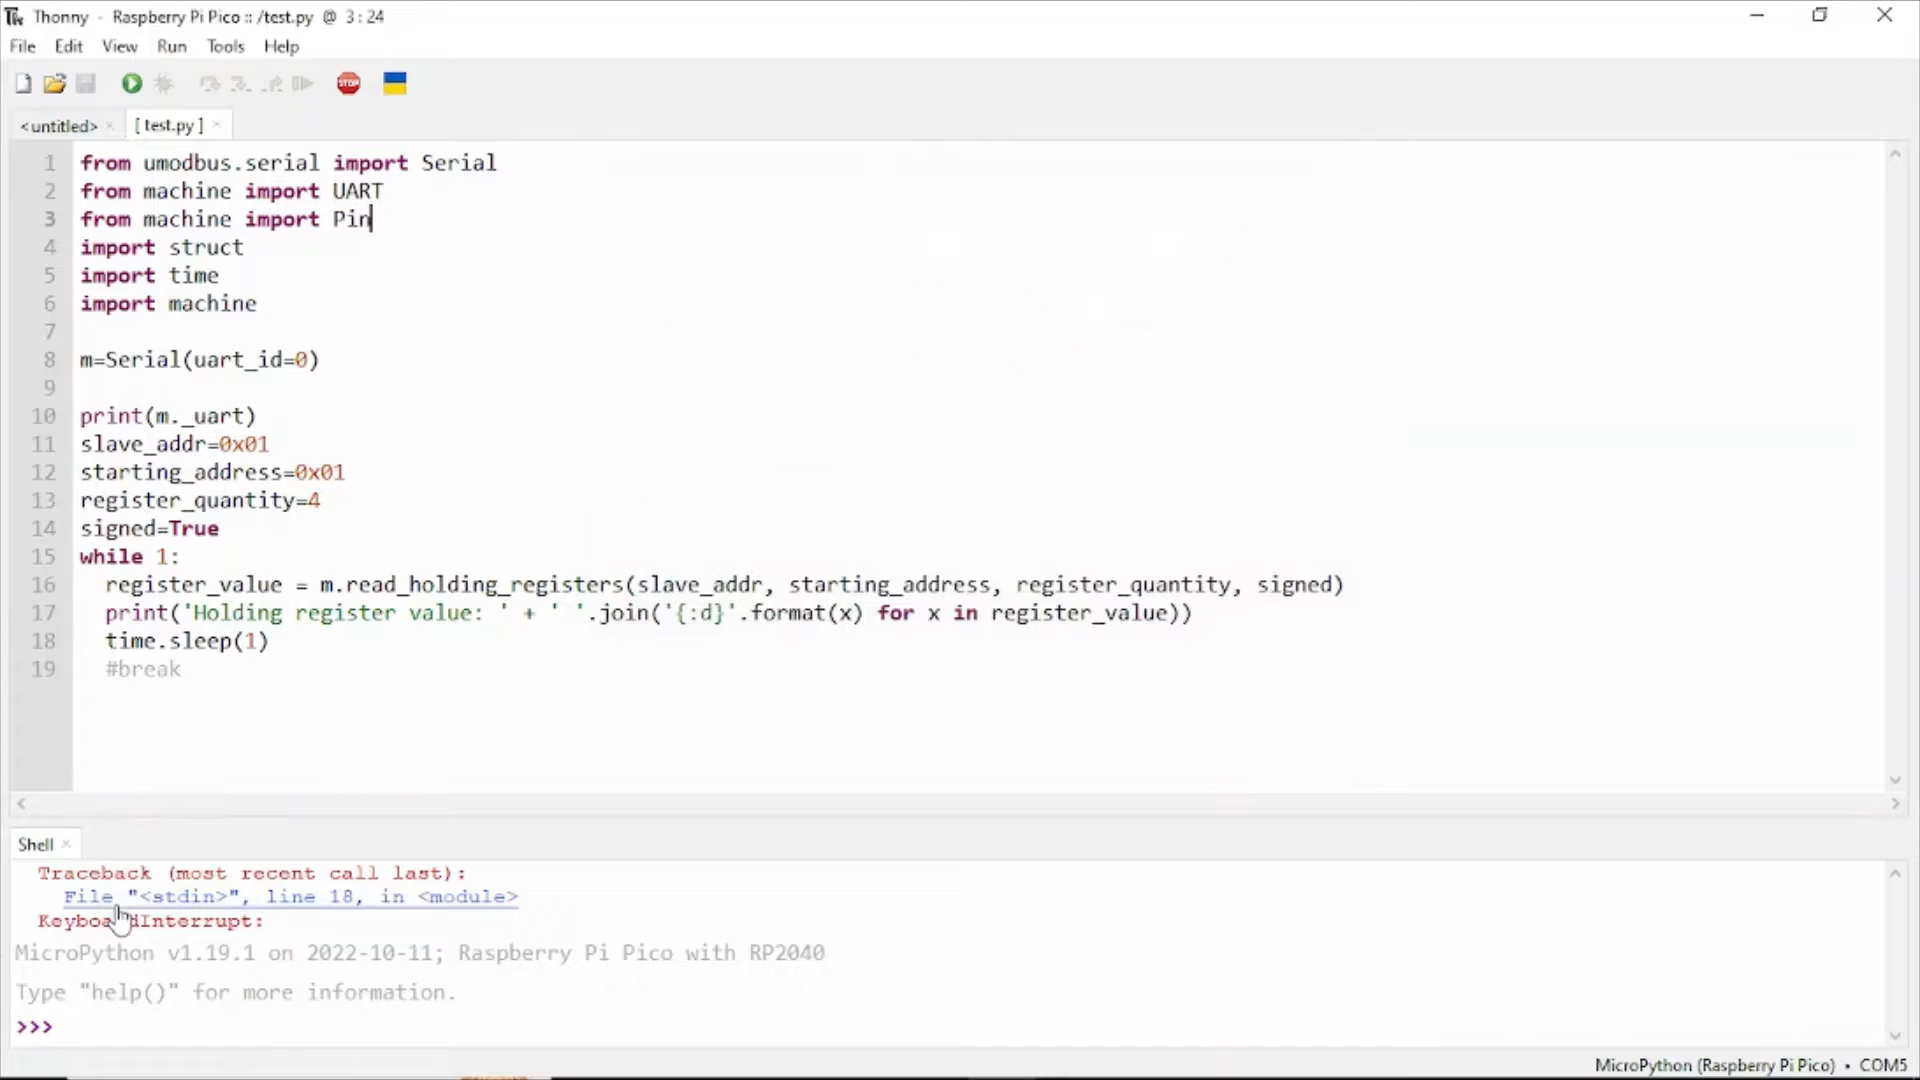 Thonny - Raspberry Pi Pico :: /test.py @ 3 : 24
File Edit View Run Tools Help
STOP
<untitled> × [ test.py ] ×
1 from umodbus.serial import Serial
2 from machine import UART
3 from machine import Pin
4 import struct
5 import time
6 import machine
7
8 m=Serial(uart_id=0)
9
10 print(m._uart)
11 slave_addr=0x01
12 starting_address=0x01
13 register_quantity=4
14 signed=True
15 while 1:
16 register_value = m.read_holding_registers(slave_addr, starting_address, register_quantity, signed)
17 print('Holding register value: ' + ' '.join('{:d}'.format(x) for x in register_value))
18 time.sleep(1)
19 #break
Shell ×
Traceback (most recent call last):
File "<stdin>", line 18, in <module>
KeyboardInterrupt:
MicroPython v1.19.1 on 2022-10-11; Raspberry Pi Pico with RP2040
Type "help()" for more information.
>>>
MicroPython (Raspberry Pi Pico) • COM5